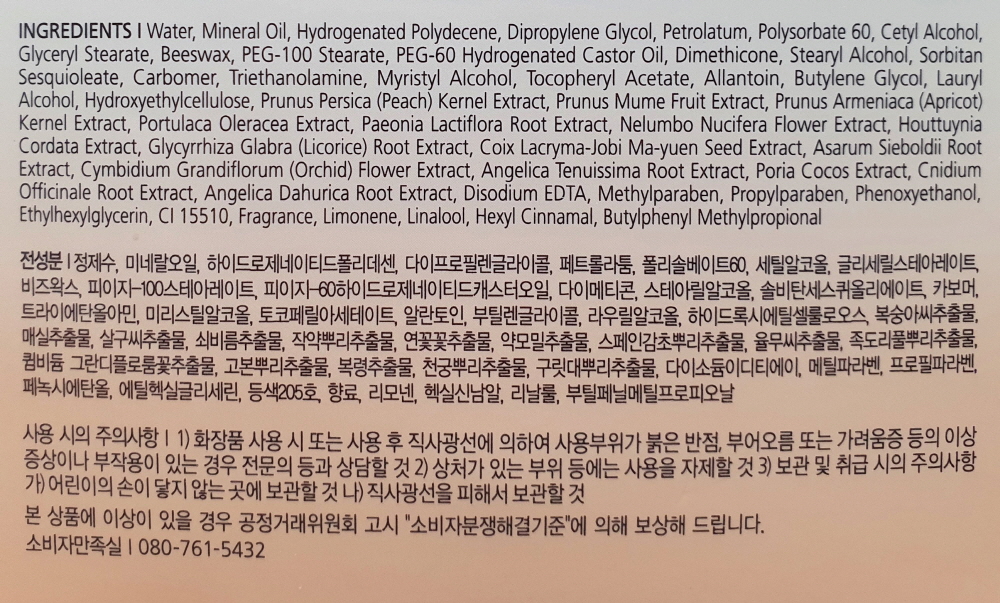 INGREDIENTS I Water, Mineral Oil, Hydrogenated Polydecene, Dipropylene Glycol, Petrolatum, Polysorbate 60, Cetyl Alcohol,
Glyceryl Stearate, Beeswax, PEG-100 Stearate, PEG-60 Hydrogenated Castor Oil, Dimethicone, Stearyl Alcohol, Sorbitan
Sesquioleate, Carbomer, Triethanolamine, Myristyl Alcohol, Tocopheryl Acetate, Allantoin, Butylene Glycol, Lauryl
Alcohol, Hydroxyethylcellulose, Prunus Persica (Peach) Kernel Extract, Prunus Mume Fruit Extract, Prunus Armeniaca (Apricot)
Kernel Extract, Portulaca Oleracea Extract, Paeonia Lactiflora Root Extract, Nelumbo Nucifera Flower Extract, Houttuynia
Cordata Extract, Glycyrrhiza Glabra (Licorice) Root Extract, Coix Lacryma-Jobi Ma-yuen Seed Extract, Asarum Sieboldii Root
Extract, Cymbidium Grandiflorum (Orchid) Flower Extract, Angelica Tenuissima Root Extract, Poria Cocos Extract, Cnidium
Officinale Root Extract, Angelica Dahurica Root Extract, Disodium EDTA, Methylparaben, Propylparaben, Phenoxyethanol,
Ethylhexylglycerin, CI 15510, Fragrance, Limonene, Linalool, Hexyl Cinnamal, Butylphenyl Methylpropional
전성분 I 정제수, 미네랄오일, 하이드로제네이티드폴리데센, 다이프로필렌글라이콜, 페트롤라툼, 폴리솔베이트60, 세틸알코올, 글리세릴스테아레이트,
비즈왁스, 피이지-100스테아레이트, 피이지-60하이드로제네이티드캐스터오일, 다이메티콘, 스테아릴알코올, 솔비탄세스퀴올리에이트, 카보머,
트라이에탄올아민, 미리스틸알코올, 토코페릴아세테이트, 알란토인, 부틸렌글라이콜, 라우릴알코올, 하이드록시에틸셀룰로오스, 복숭아씨추출물,
매실추출물, 살구씨추출물, 쇠비름추출물, 작약뿌리추출물, 연꽃꽃추출물, 약모밀추출물, 스페인감초뿌리추출물, 율무씨추출물, 족도리풀뿌리추출물,
큄비듐 그란디플로룸꽃추출물, 고본뿌리추출물, 복령추출물, 천궁뿌리추출물, 구릿대뿌리추출물, 다이소듐이디티에이, 메틸파라벤, 프로필파라벤,
페녹시에탄올, 에틸헥실글리세린, 등색205호, 향료, 리모넨, 헥실신남알, 리날룰, 부틸페닐메틸프로피오날
사용 시의 주의사항 I 1) 화장품 사용 시 또는 사용 후 직사광선에 의하여 사용부위가 붉은 반점, 부어오름 또는 가려움증 등의 이상
증상이나 부작용이 있는 경우 전문의 등과 상담할 것 2) 상처가 있는 부위 등에는 사용을 자제할 것 3) 보관 및 취급 시의 주의사항
가) 어린이의 손이 닿지 않는 곳에 보관할 것 나) 직사광선을 피해서 보관할 것
본 상품에 이상이 있을 경우 공정거래위원회 고시 "소비자분쟁해결기준"에 의해 보상해 드립니다.
소비자만족실 I 080-761-5432